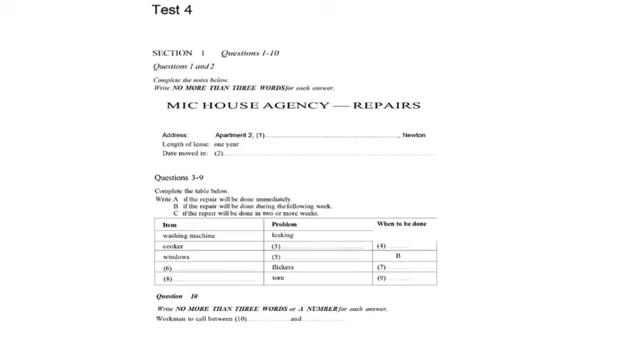 Test 4
SECTION 1 Questions 1-10
Questions 1 and 2
Complete the notes below.
Write NO MORE THAN THREE WORDS for each answer.
MIC HOUSE AGENCY — REPAIRS
Address: Apartment 2, (1)........................................, Newton
Length of lease: one year
Date moved in: (2)........................................
Questions 3-9
Complete the table below.
Write A if the repair will be done immediately.
B if the repair will be done during the following week.
C if the repair will be done in two or more weeks.
Item Problem When to be done
washing machine leaking
cooker (3)........................ (4)..........
windows (5)........................ B
(6)........................ flickers (7)..........
(8)........................ torn (9)..........
Question 10
Write NO MORE THAN THREE WORDS or A NUMBER for each answer.
Workman to call between (10)................ and ................